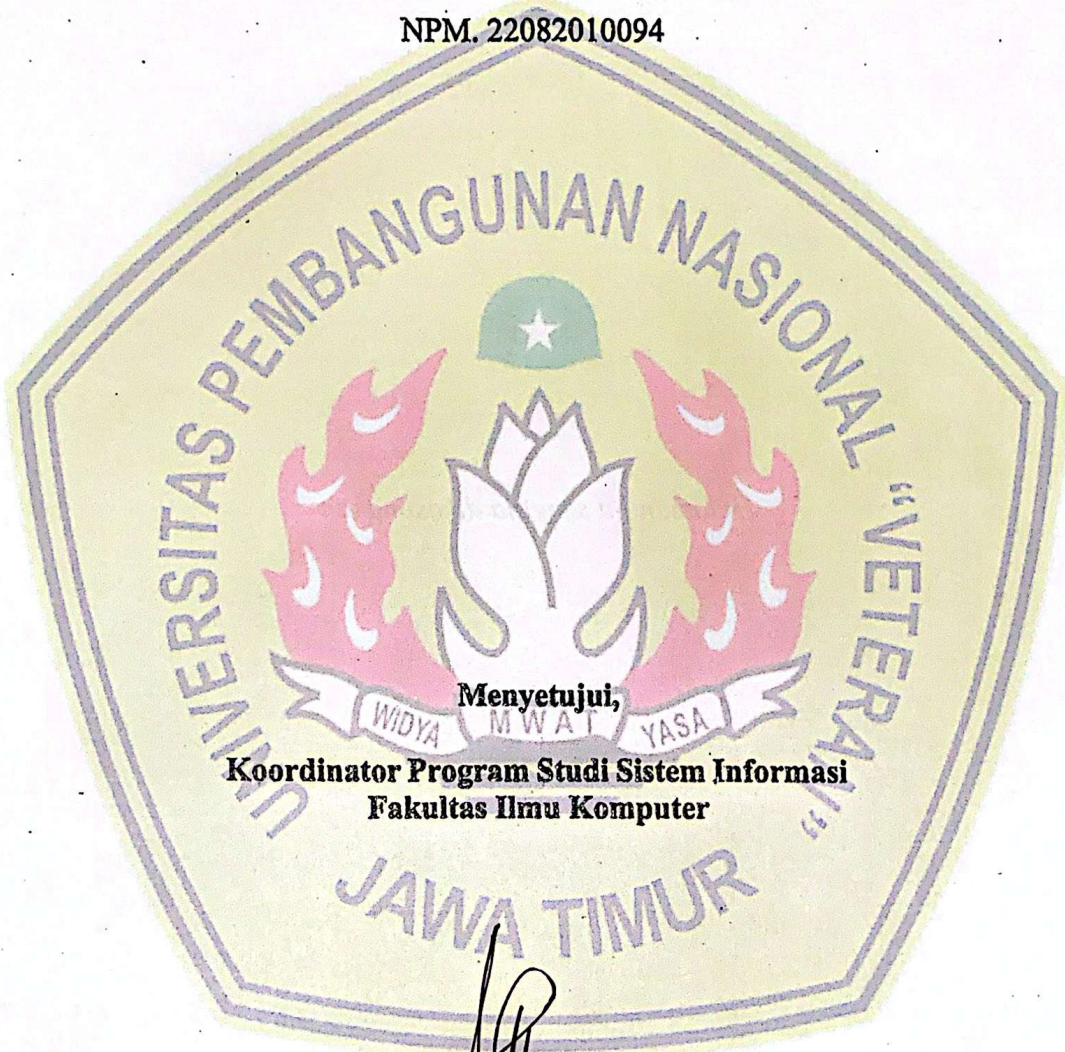 NPM. 22082010094
UNIVERSITAS PEMBANGUNAN NASIONAL "VETERAN"
Menyetujui,
WIDYA MWAT YASA
Koordinator Program Studi Sistem Informasi
Fakultas Ilmu Komputer
JAWA TIMUR